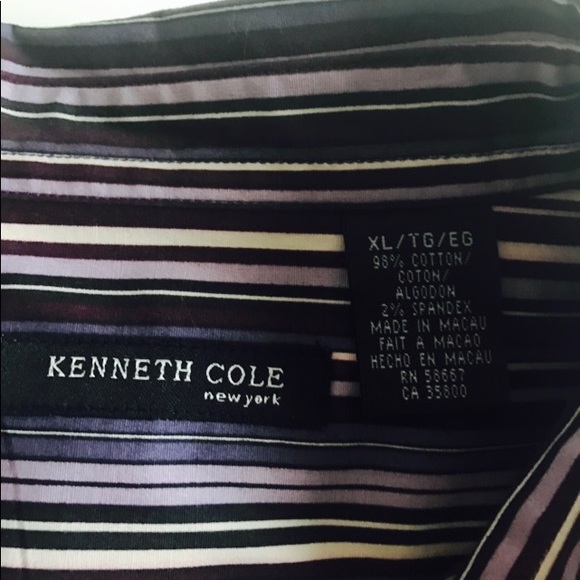 KENNETH COLE
new york
XL/TG/EG
98% COTTON/
COTON/
ALGODON
2% SPANDEX
MADE IN MACAU
FAIT A MACAO
HECHO EN MACAU
RN 58667
CA 35800